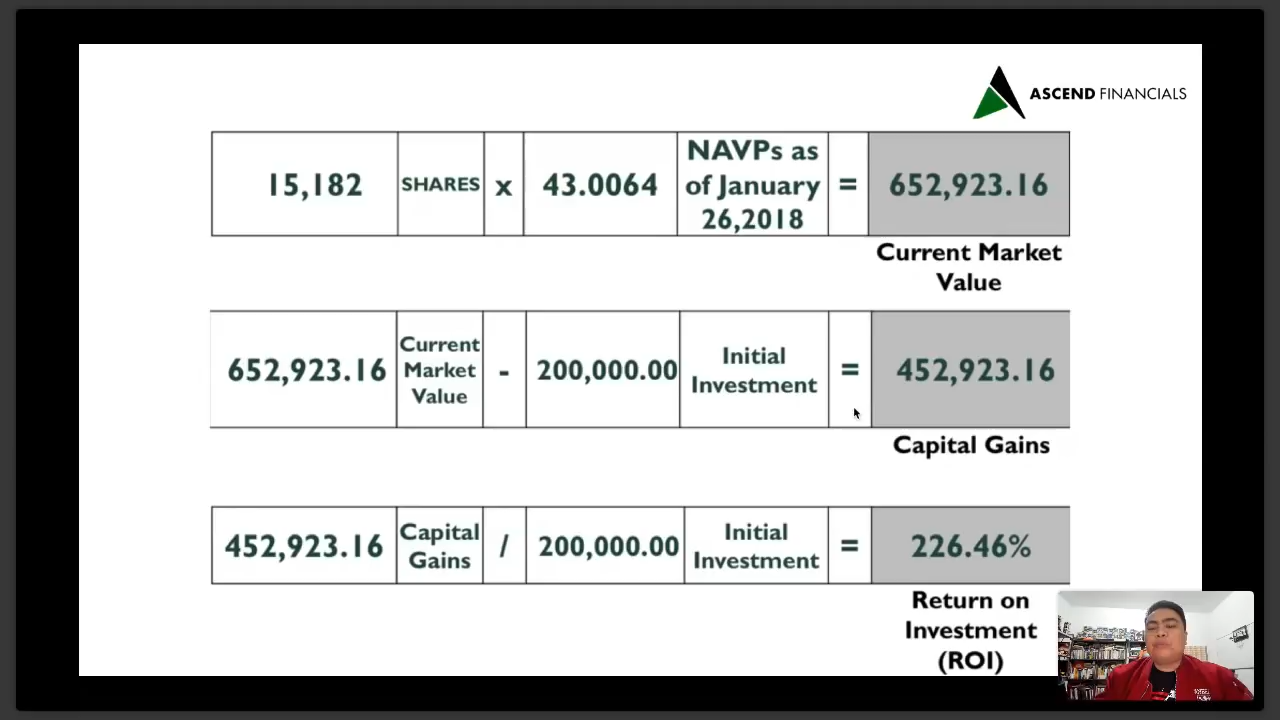 ASCEND FINANCIALS
15,182 SHARES x 43.0064 NAVPs as of January 26,2018 = 652,923.16
Current Market
Value
652,923.16 Current Market Value - 200,000.00 Initial Investment = 452,923.16
Capital Gains
452,923.16 Capital Gains / 200,000.00 Initial Investment = 226.46%
Return on
Investment
(ROI)